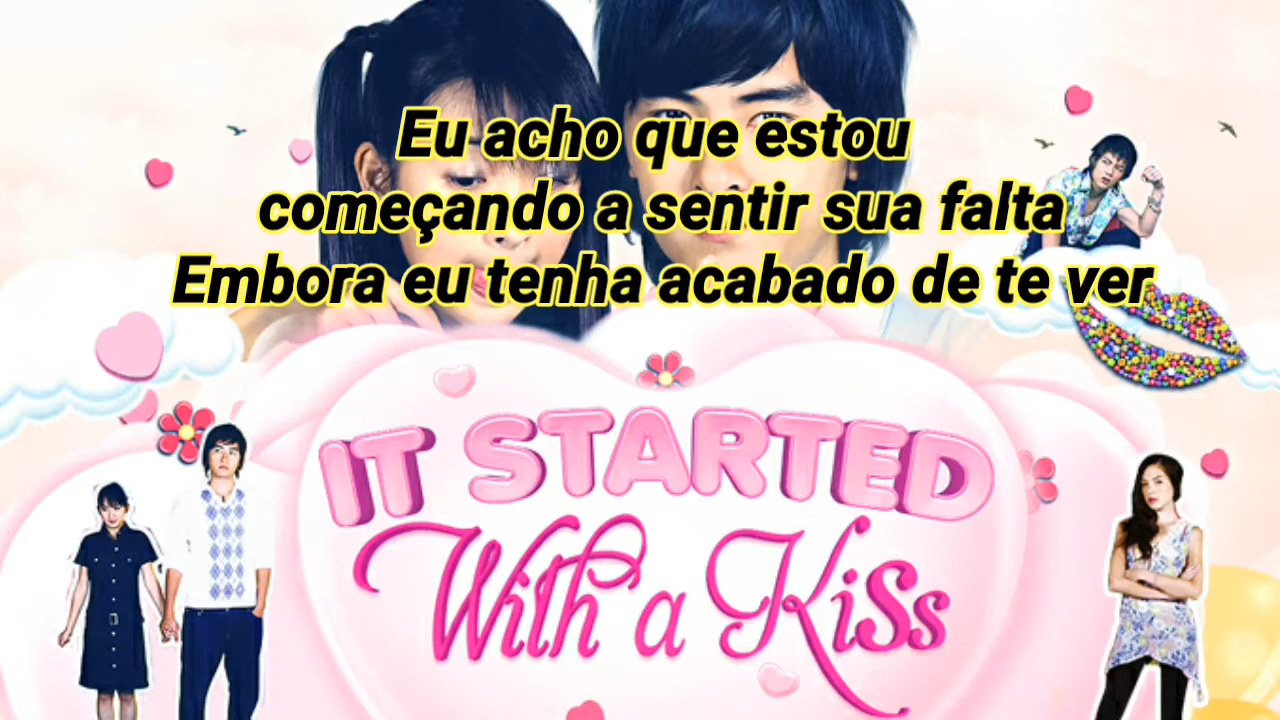 Eu acho que estou
começando a sentir sua falta
Embora eu tenha acabado de te ver
IT STARTED
With a Kiss